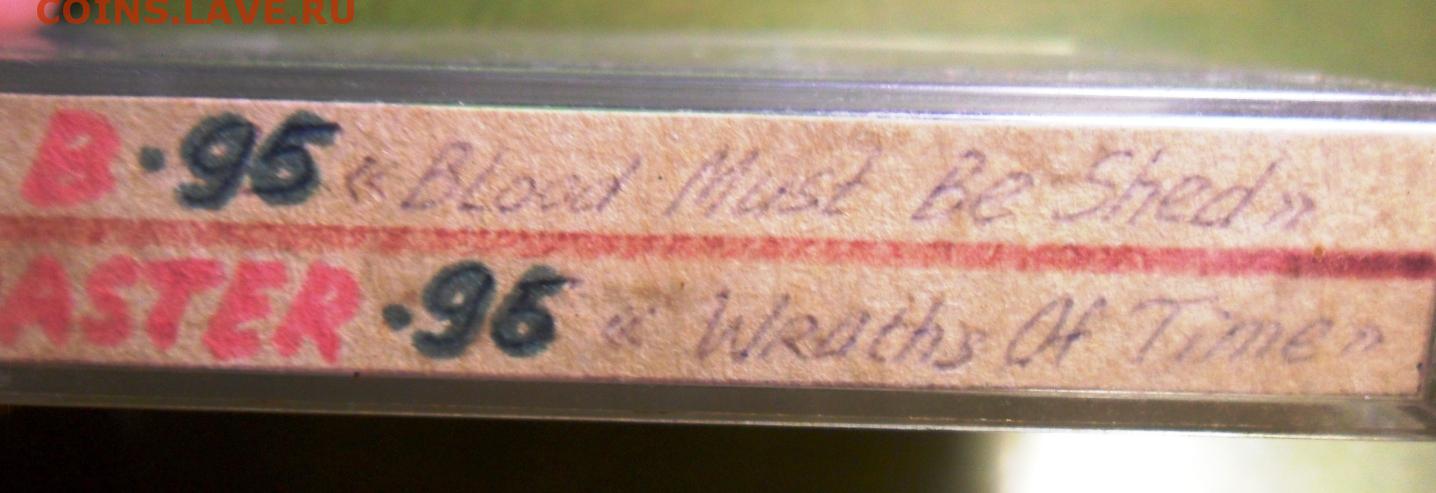 COINS.LAVE.RU
B·95 «Blood Must Be Shed»
ASTER·95 «Wraths Of Time»